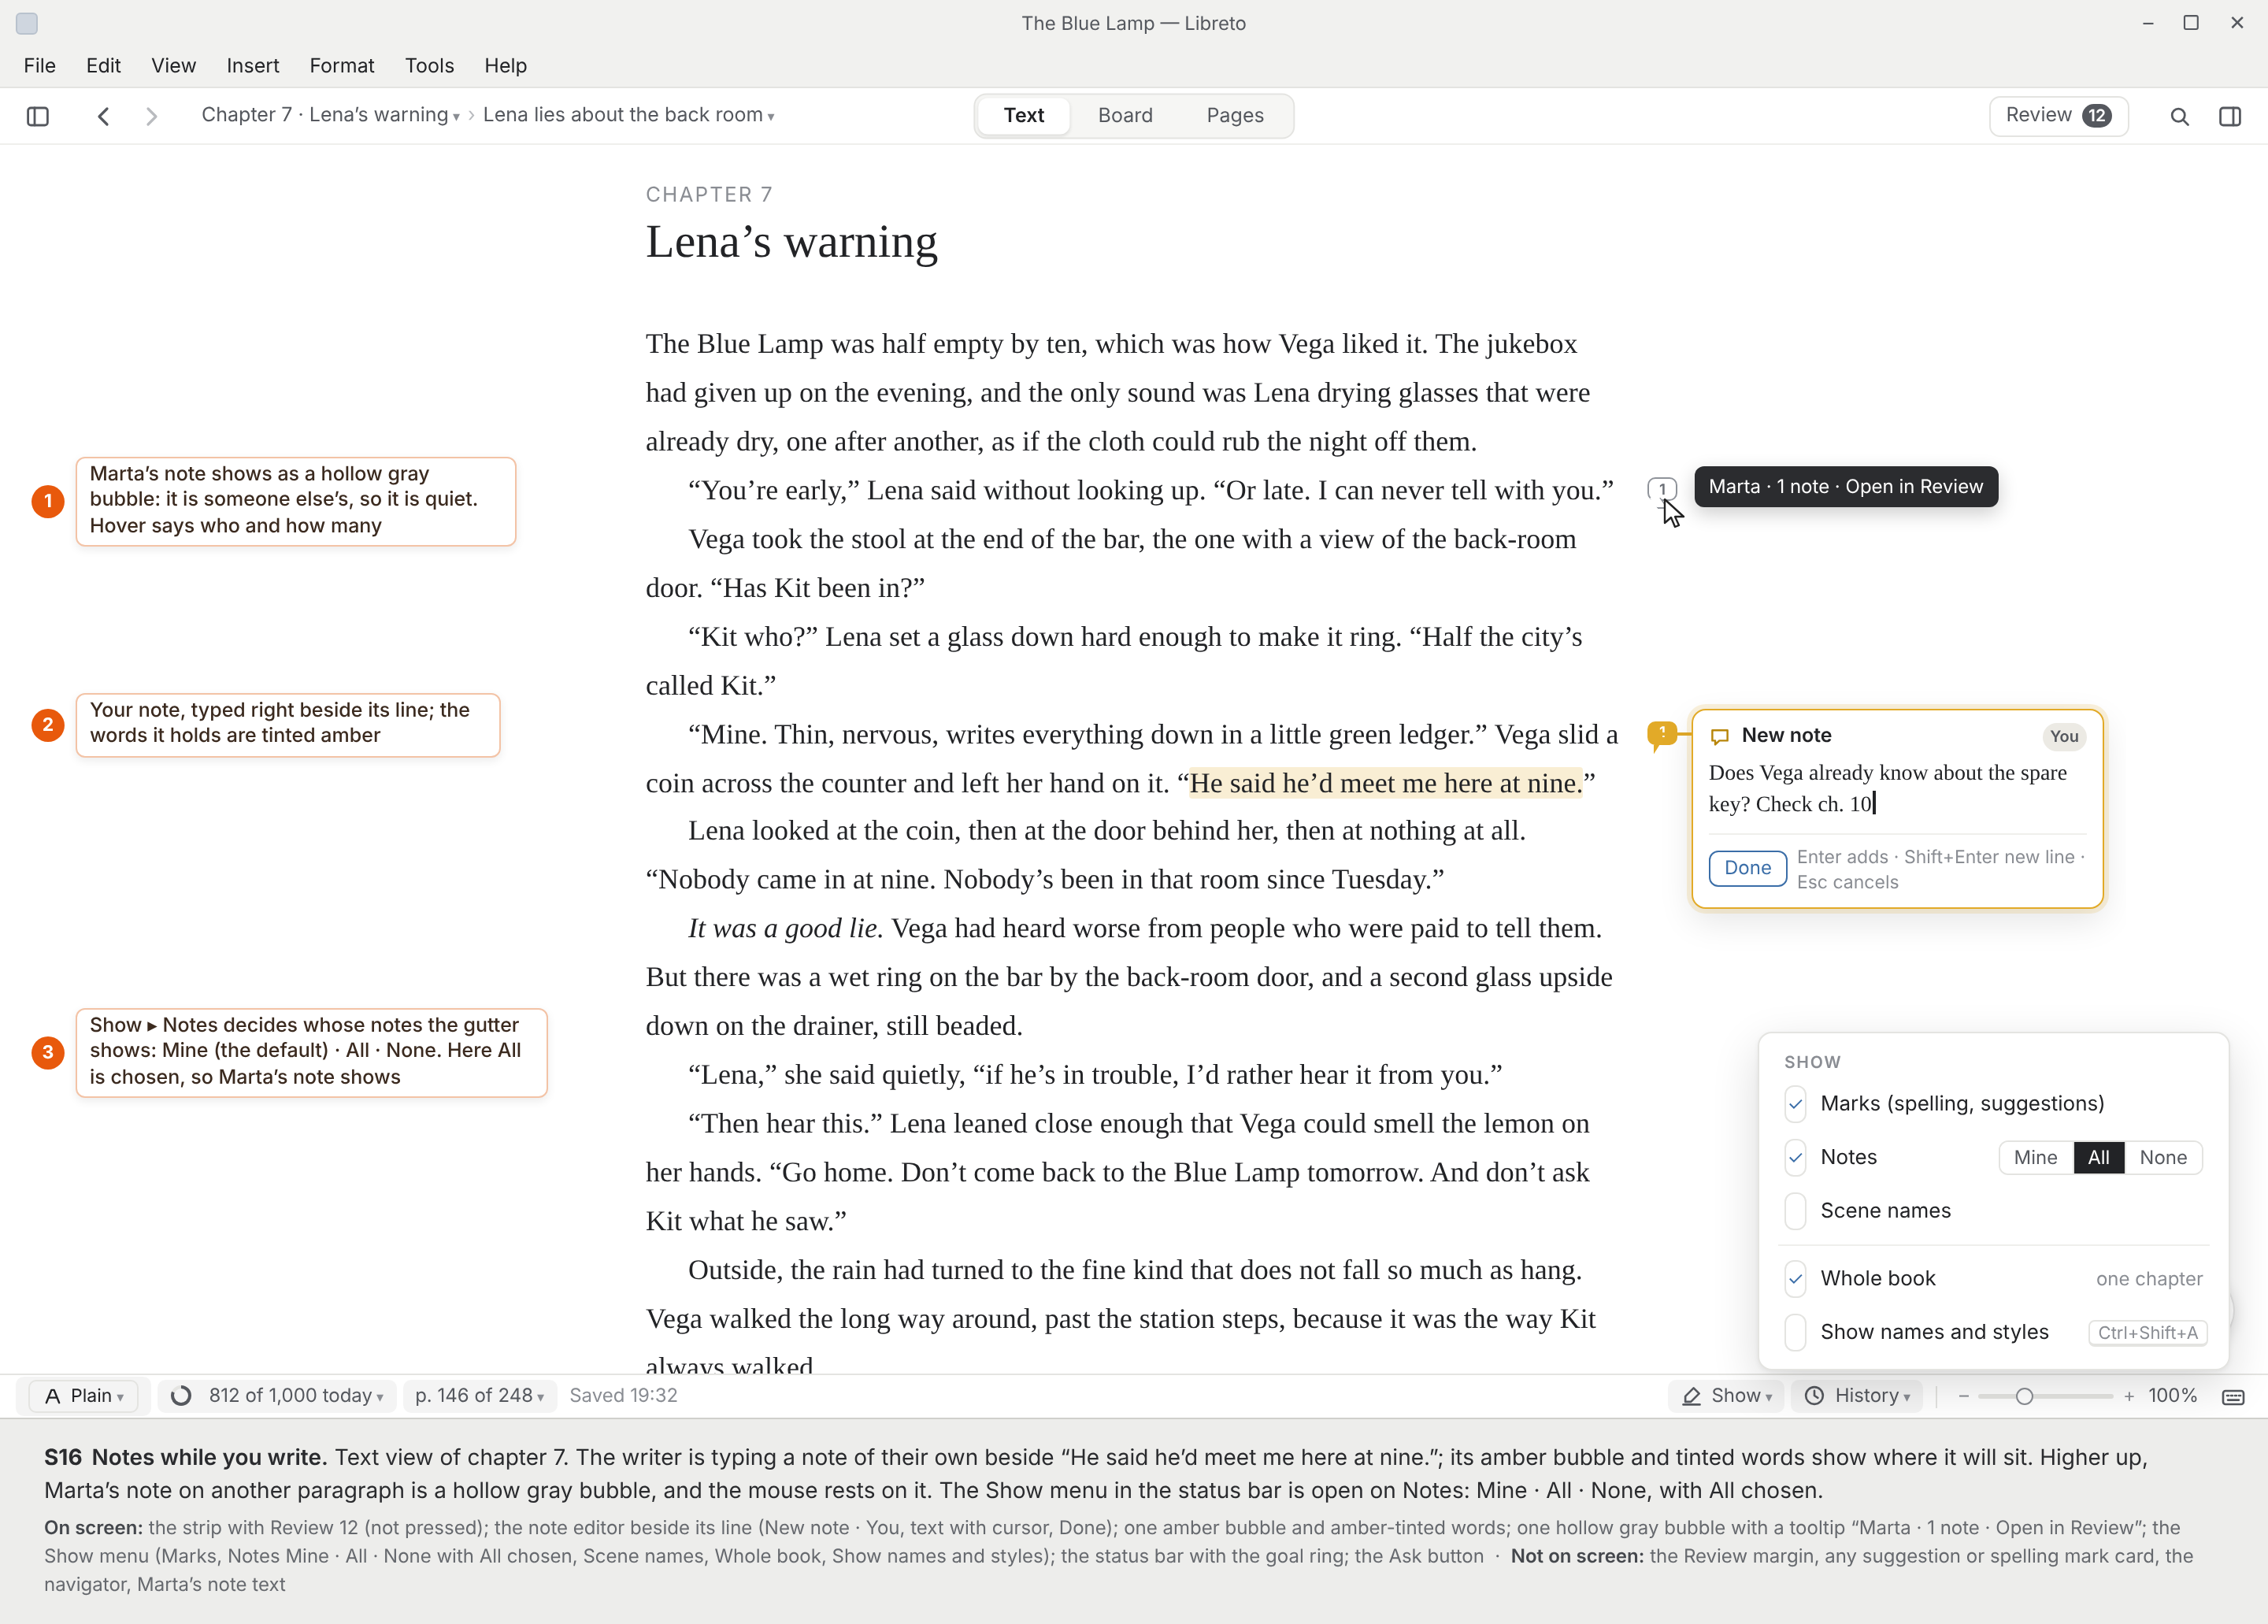 The Blue Lamp — Libreto
File Edit View Insert Format Tools Help
Chapter 7 · Lena’s warning ▾ › Lena lies about the back room ▾
Text Board Pages
Review 12
CHAPTER 7
Lena’s warning
The Blue Lamp was half empty by ten, which was how Vega liked it. The jukebox
had given up on the evening, and the only sound was Lena drying glasses that were
already dry, one after another, as if the cloth could rub the night off them.
“You’re early,” Lena said without looking up. “Or late. I can never tell with you.”
Vega took the stool at the end of the bar, the one with a view of the back-room
door. “Has Kit been in?”
“Kit who?” Lena set a glass down hard enough to make it ring. “Half the city’s
called Kit.”
“Mine. Thin, nervous, writes everything down in a little green ledger.” Vega slid a
coin across the counter and left her hand on it. “He said he’d meet me here at nine.”
Lena looked at the coin, then at the door behind her, then at nothing at all.
“Nobody came in at nine. Nobody’s been in that room since Tuesday.”
It was a good lie. Vega had heard worse from people who were paid to tell them.
But there was a wet ring on the bar by the back-room door, and a second glass upside
down on the drainer, still beaded.
“Lena,” she said quietly, “if he’s in trouble, I’d rather hear it from you.”
“Then hear this.” Lena leaned close enough that Vega could smell the lemon on
her hands. “Go home. Don’t come back to the Blue Lamp tomorrow. And don’t ask
Kit what he saw.”
Outside, the rain had turned to the fine kind that does not fall so much as hang.
Vega walked the long way around, past the station steps, because it was the way Kit
always walked
1
Marta’s note shows as a hollow gray
bubble: it is someone else’s, so it is quiet.
Hover says who and how many
2
Your note, typed right beside its line; the
words it holds are tinted amber
3
Show ▸ Notes decides whose notes the gutter
shows: Mine (the default) · All · None. Here All
is chosen, so Marta’s note shows
1
Marta · 1 note · Open in Review
1
New note
You
Does Vega already know about the spare
key? Check ch. 10
Done
Enter adds · Shift+Enter new line ·
Esc cancels
SHOW
Marks (spelling, suggestions)
Notes Mine All None
Scene names
Whole book one chapter
Show names and styles Ctrl+Shift+A
A Plain ▾ 812 of 1,000 today ▾ p. 146 of 248 ▾ Saved 19:32
Show ▾ History ▾ − + 100%
S16 Notes while you write. Text view of chapter 7. The writer is typing a note of their own beside “He said he’d meet me here at nine.”; its amber bubble and tinted words show where it will sit. Higher up,
Marta’s note on another paragraph is a hollow gray bubble, and the mouse rests on it. The Show menu in the status bar is open on Notes: Mine · All · None, with All chosen.
On screen: the strip with Review 12 (not pressed); the note editor beside its line (New note · You, text with cursor, Done); one amber bubble and amber-tinted words; one hollow gray bubble with a tooltip “Marta · 1 note · Open in Review”; the
Show menu (Marks, Notes Mine · All · None with All chosen, Scene names, Whole book, Show names and styles); the status bar with the goal ring; the Ask button · Not on screen: the Review margin, any suggestion or spelling mark card, the
navigator, Marta’s note text